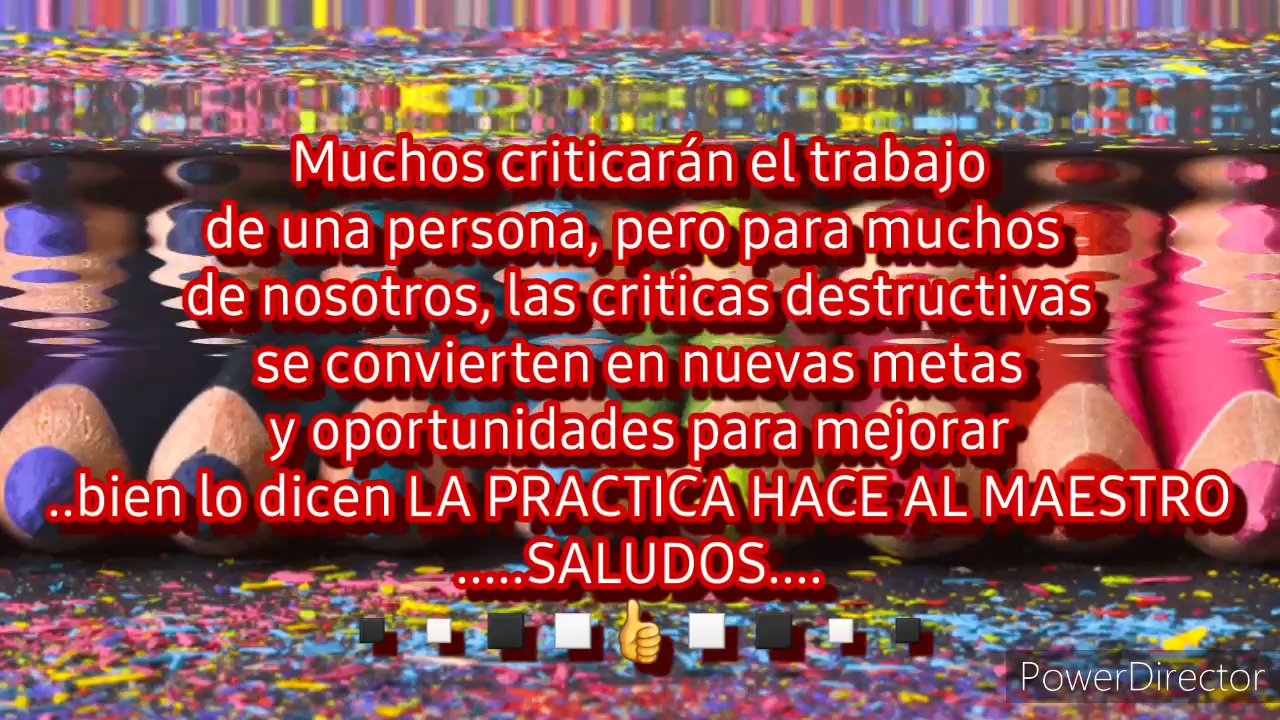 Muchos criticarán el trabajo
de una persona, pero para muchos
de nosotros, las criticas destructivas
se convierten en nuevas metas
y oportunidades para mejorar
..bien lo dicen LA PRACTICA HACE AL MAESTRO
.....SALUDOS....
▪️▫️◾◻️👍◻️◾▫️▪️
PowerDirector